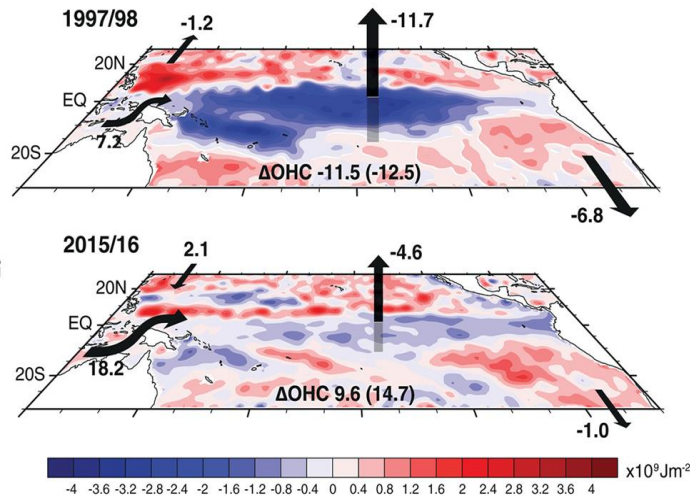 1997/98
-1.2
-11.7
20N
EQ
7.2
20S
ΔOHC -11.5 (-12.5)
-6.8
2015/16
2.1
-4.6
20N
EQ
18.2
20S
ΔOHC 9.6 (14.7)
-1.0
-4 -3.6 -3.2 -2.8 -2.4 -2 -1.6 -1.2 -0.8 -0.4 0 0.4 0.8 1.2 1.6 2 2.4 2.8 3.2 3.6 4
x10⁹Jm⁻²